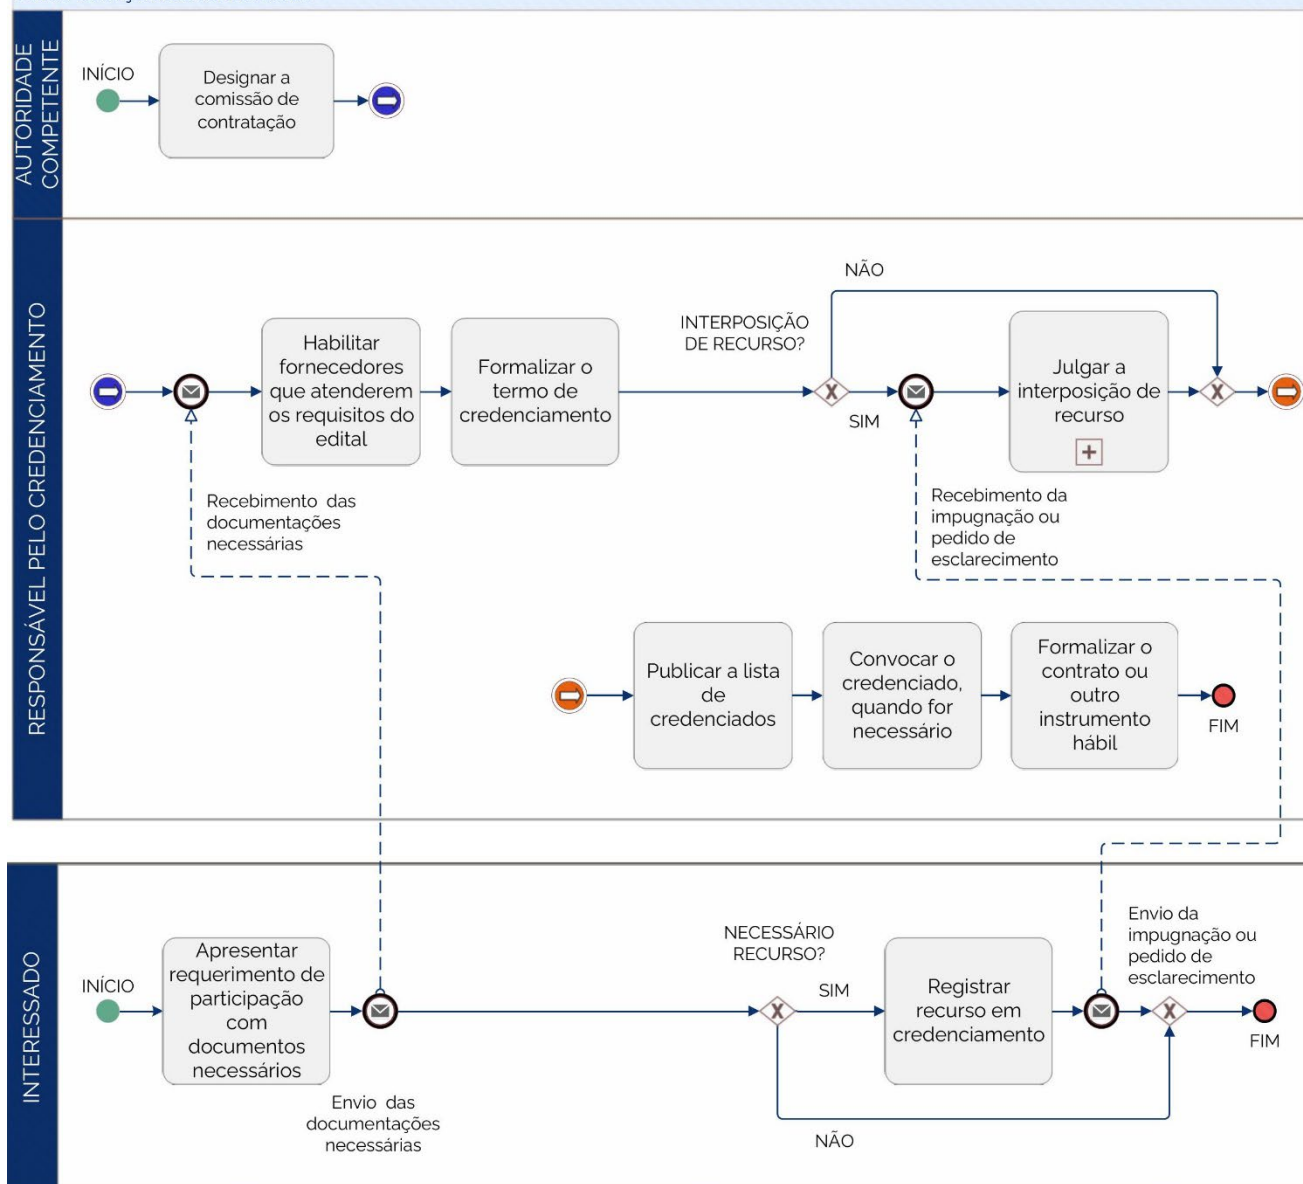 AUTORIDADE
COMPETENTE
INÍCIO
Designar a
comissão de
contratação
RESPONSÁVEL PELO CREDENCIAMENTO
Habilitar
fornecedores
que atenderem
os requisitos do
edital
Formalizar o
termo de
credenciamento
INTERPOSIÇÃO
DE RECURSO?
NÃO
SIM
Julgar a
interposição de
recurso
Recebimento das
documentações
necessárias
Recebimento da
impugnação ou
pedido de
esclarecimento
Publicar a lista
de
credenciados
Convocar o
credenciado,
quando for
necessário
Formalizar o
contrato ou
outro
instrumento
hábil
FIM
INTERESSADO
INÍCIO
Apresentar
requerimento de
participação
com
documentos
necessários
Envio das
documentações
necessárias
NECESSÁRIO
RECURSO?
SIM
NÃO
Registrar
recurso em
credenciamento
Envio da
impugnação ou
pedido de
esclarecimento
FIM